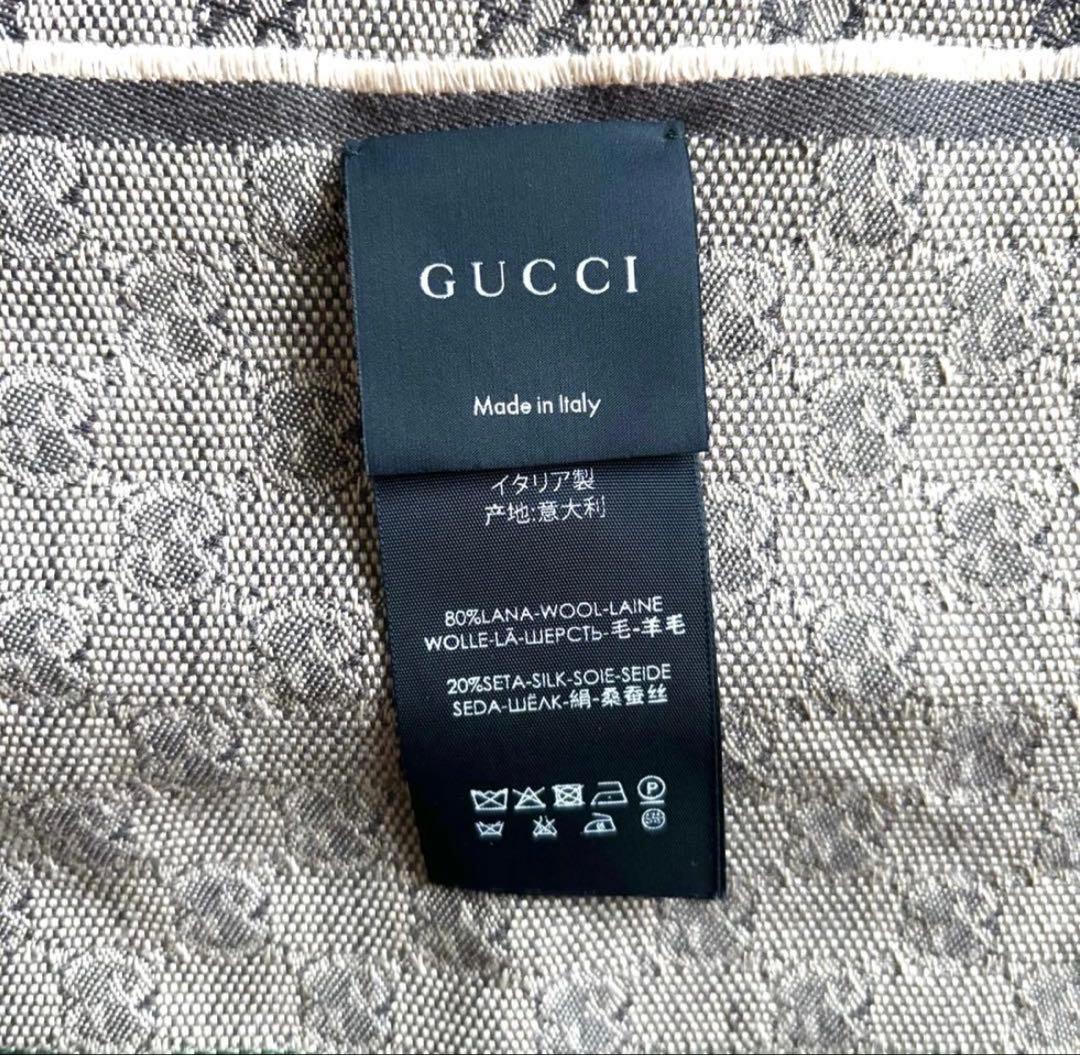 GUCCI
Made in Italy
イタリア製
产地:意大利
80%LANA-WOOL-LAINE
WOLLE-LÃ-ШЕРСТЬ-毛-羊毛
20%SETA-SILK-SOIE-SEIDE
SEDA-ШЁЛК-絹-桑蚕丝
P